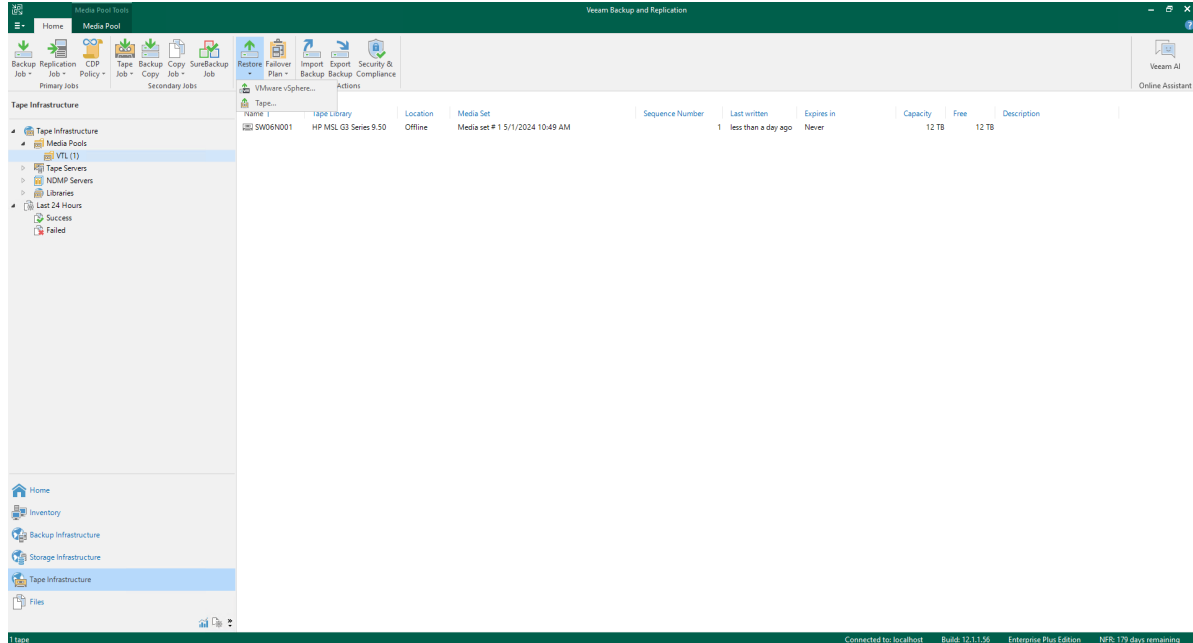 Media Pool Tools
Veeam Backup and Replication
Home Media Pool
Backup Job Replication Job CDP Policy
Primary Jobs
Tape Job Backup Copy Copy Job SureBackup Job
Secondary Jobs
Restore Failover Plan Import Backup Export Backup Security & Compliance
Actions
Veeam AI
Online Assistant
VMware vSphere...
Tape...
Tape Infrastructure
Tape Infrastructure
Media Pools
VTL (1)
Tape Servers
NDMP Servers
Libraries
Last 24 Hours
Success
Failed
Name Tape Library Location Media Set Sequence Number Last written Expires in Capacity Free Description
SW06N001 HP MSL G3 Series 9.50 Offline Media set # 1 5/1/2024 10:49 AM 1 less than a day ago Never 12 TB 12 TB
Home
Inventory
Backup Infrastructure
Storage Infrastructure
Tape Infrastructure
Files
1 tape
Connected to: localhost Build: 12.1.1.56 Enterprise Plus Edition NFR: 179 days remaining